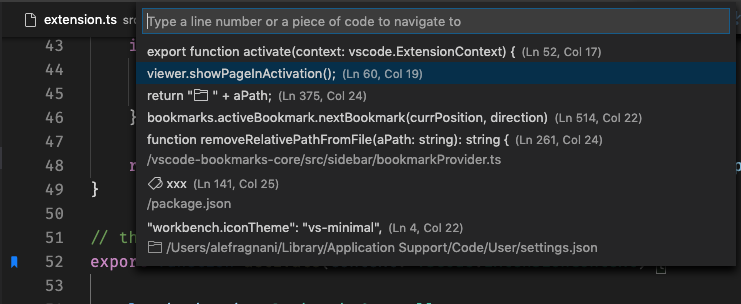 extension.ts
Type a line number or a piece of code to navigate to
43
export function activate(context: vscode.ExtensionContext) { (Ln 52, Col 17)
44
viewer.showPageInActivation(); (Ln 60, Col 19)
45
return " " + aPath; (Ln 375, Col 24)
46 }
bookmarks.activeBookmark.nextBookmark(currPosition, direction) (Ln 514, Col 22)
47
function removeRelativePathFromFile(aPath: string): string { (Ln 261, Col 24)
48
/vscode-bookmarks-core/src/sidebar/bookmarkProvider.ts
49 }
xxx (Ln 141, Col 25)
/package.json
50
"workbench.iconTheme": "vs-minimal", (Ln 4, Col 22)
51 //
/Users/alefragnani/Library/Application Support/Code/User/settings.json
52
53